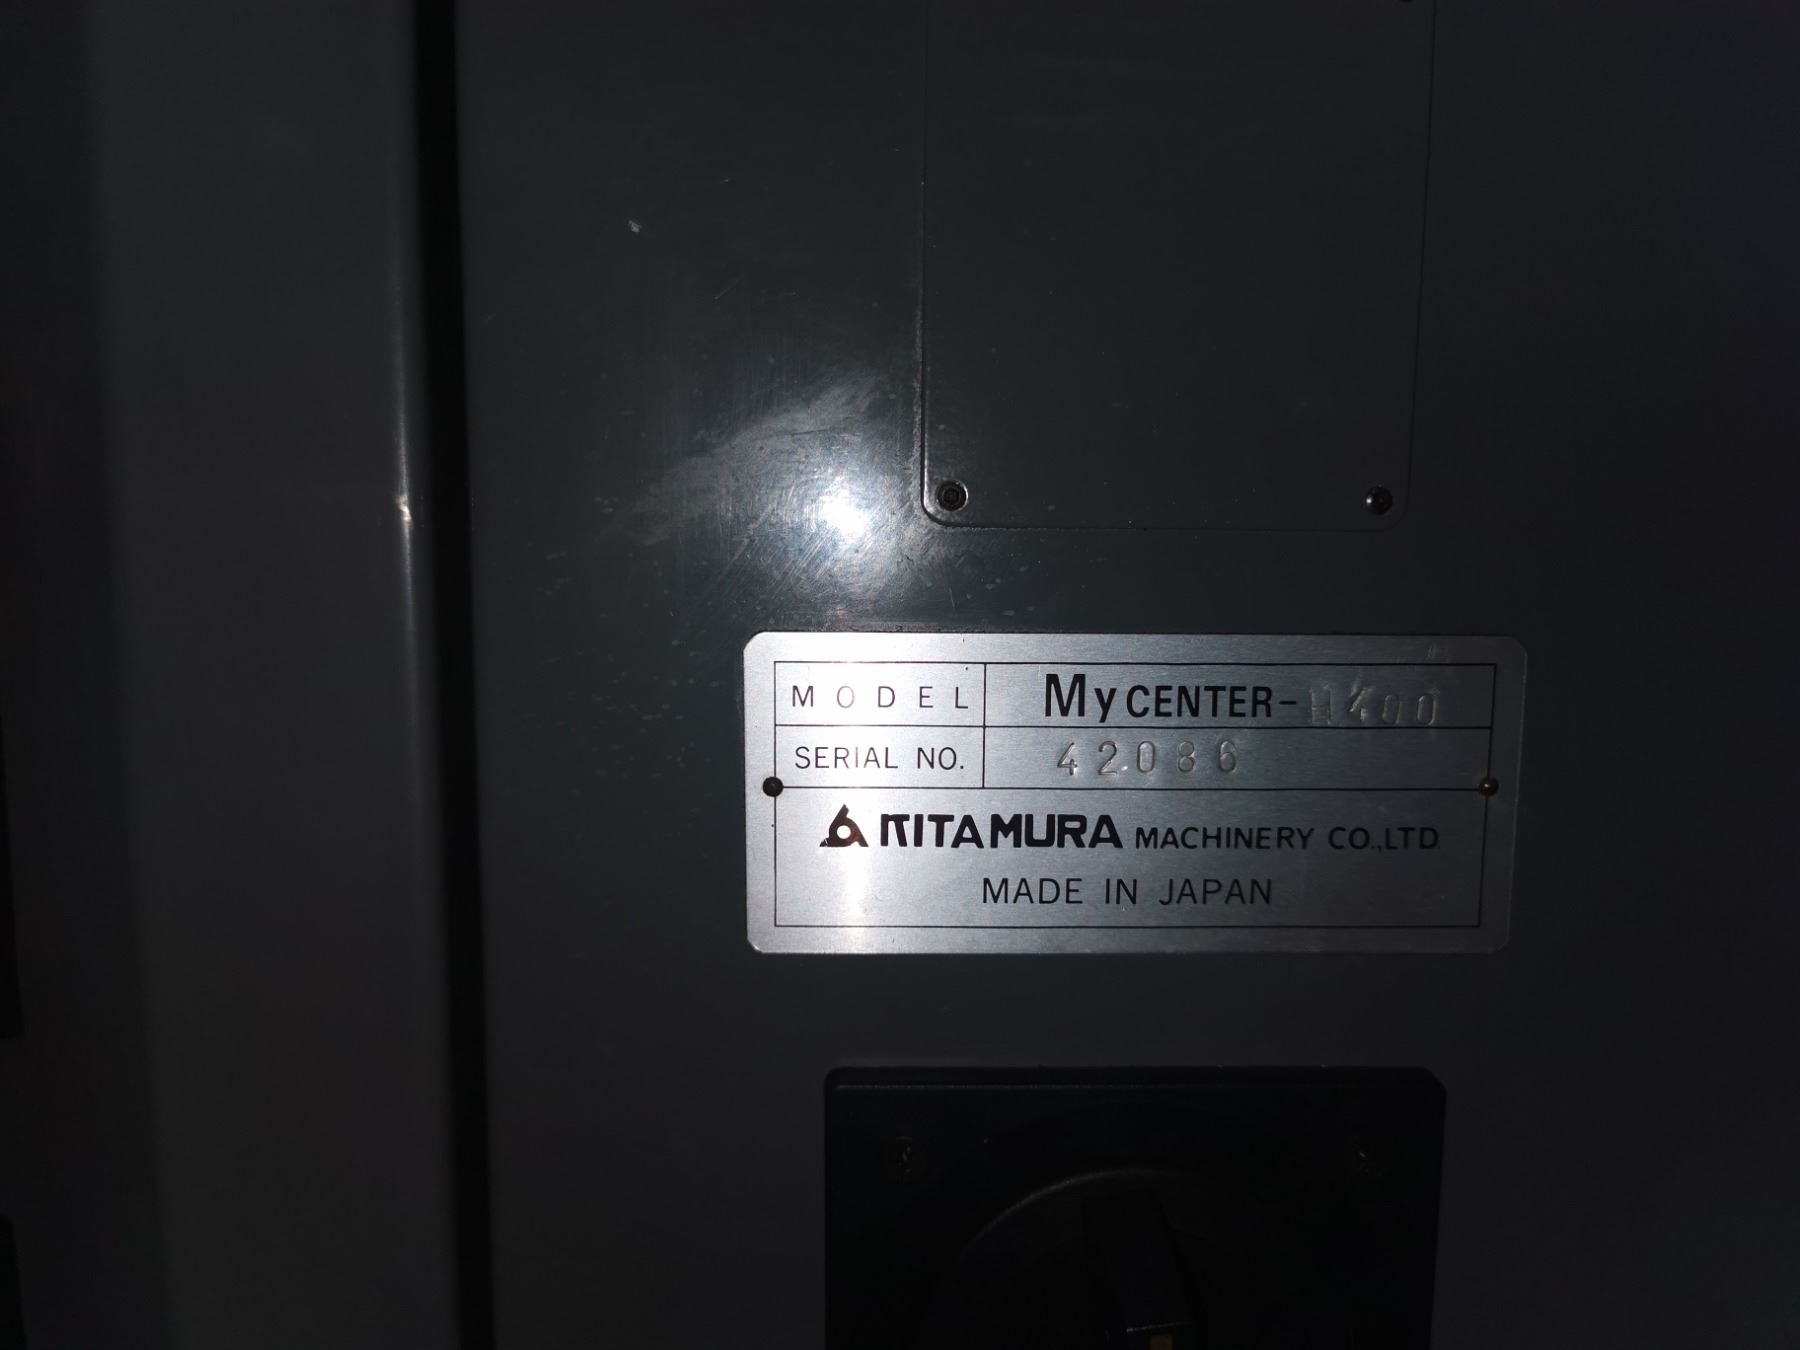 MODEL MyCENTER-H400
SERIAL NO. 42086
KITAMURA MACHINERY CO.,LTD
MADE IN JAPAN